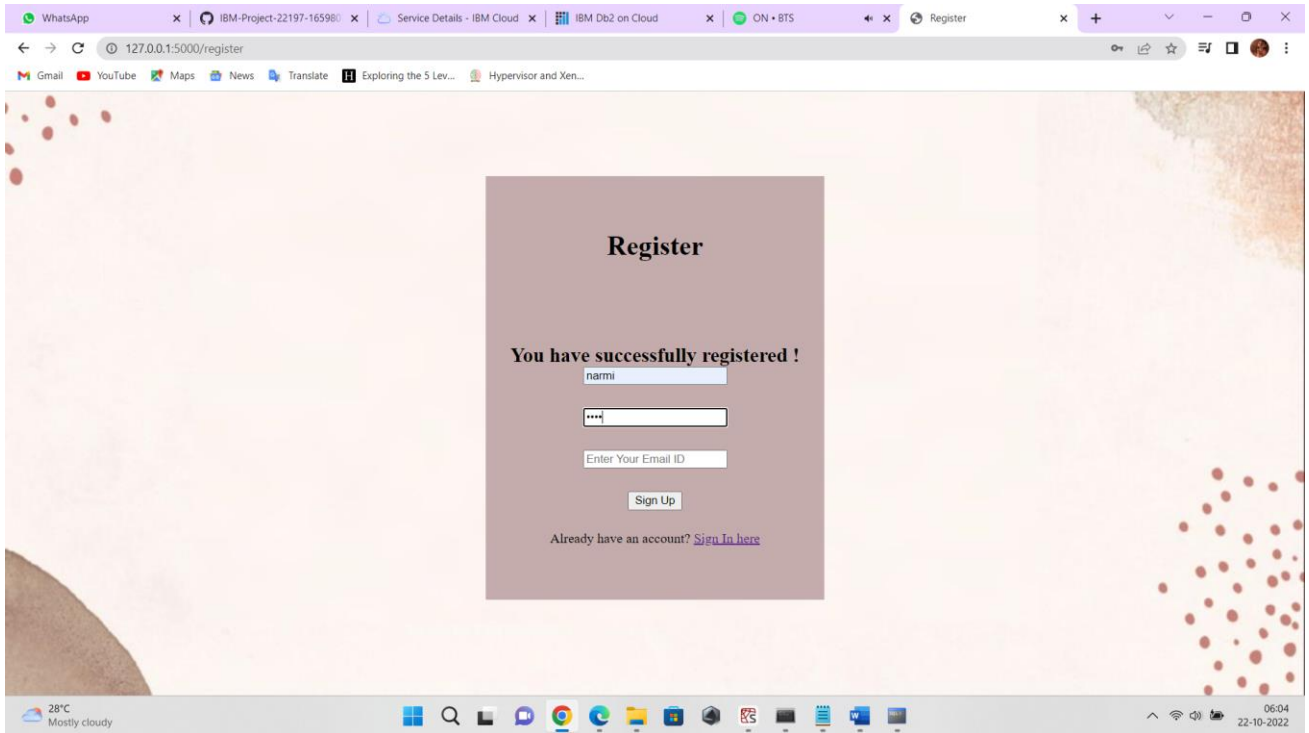 WhatsApp
IBM-Project-22197-165980
Service Details - IBM Cloud
IBM Db2 on Cloud
ON • BTS
Register
127.0.0.1:5000/register
Gmail
YouTube
Maps
News
Translate
Exploring the 5 Lev...
Hypervisor and Xen...
Register
You have successfully registered !
narmi
••••
Enter Your Email ID
Sign Up
Already have an account? Sign In here
28°C
Mostly cloudy
06:04
22-10-2022